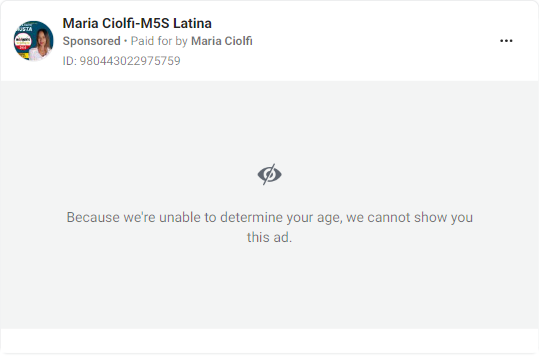 Maria Ciolfi-M5S Latina
Sponsored • Paid for by Maria Ciolfi
ID: 980443022975759
Because we're unable to determine your age, we cannot show you
this ad.